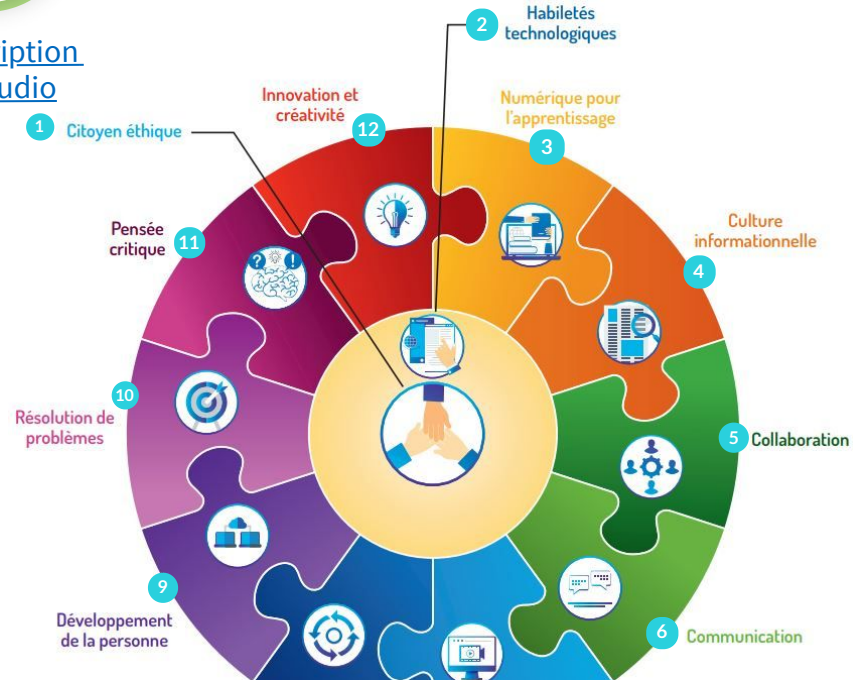 iption
udio
1 Citoyen éthique
2 Habiletés
technologiques
Numérique pour
l'apprentissage
3
Culture
informationnelle
4
5 Collaboration
6 Communication
9
Développement
de la personne
10
Résolution de
problèmes
Pensée
critique 11
Innovation et
créativité 12
? !